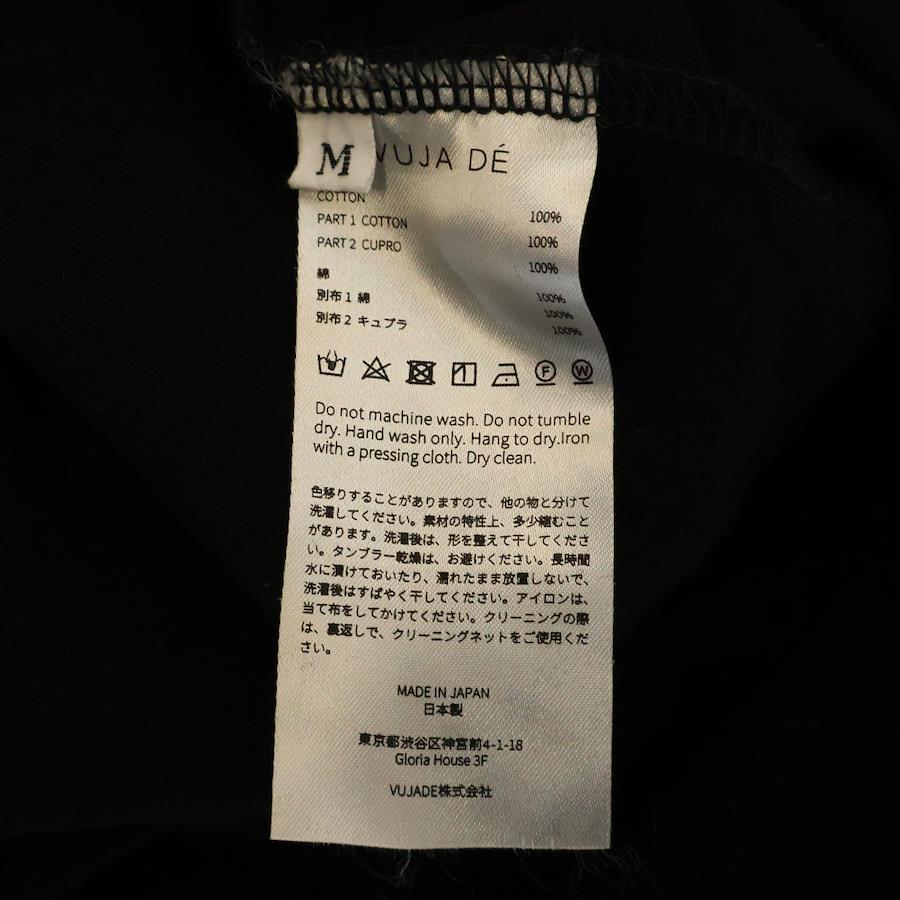 M
VUJA DÉ
COTTON 100%
PART 1 COTTON 100%
PART 2 CUPRO 100%
綿 100%
別布1 綿 100%
別布2 キュプラ 100%
F W
Do not machine wash. Do not tumble
dry. Hand wash only. Hang to dry.Iron
with a pressing cloth. Dry clean.
色移りすることがありますので、他の物と分けて
洗濯してください。素材の特性上、多少縮むこと
があります。洗濯後は、形を整えて干してくださ
い。タンブラー乾燥は、お避けください。長時間
水に漬けておいたり、濡れたまま放置しないで、
洗濯後はすばやく干してください。アイロンは、
当て布をしてかけてください。クリーニングの際
は、裏返しで、クリーニングネットをご使用くだ
さい。
MADE IN JAPAN
日本製
東京都渋谷区神宮前4-1-18
Gloria House 3F
VUJADE株式会社